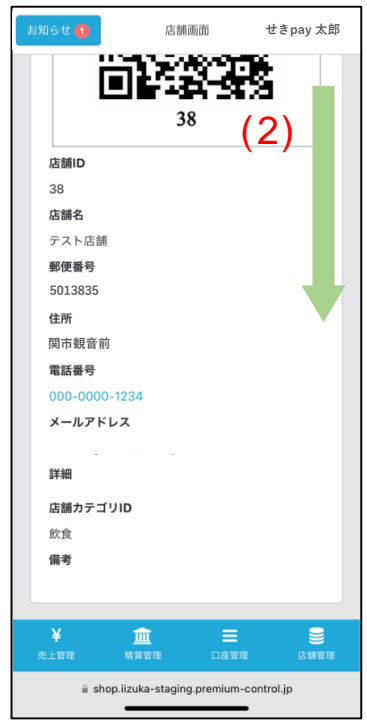 お知らせ 1 店舗画面 せきpay 太郎
38
(2)
店舗ID
38
店舗名
テスト店舗
郵便番号
5013835
住所
関市観音前
電話番号
000-0000-1234
メールアドレス
詳細
店舗カテゴリID
飲食
備考
¥
売上管理 精算管理 口座管理 店舗管理
shop.iizuka-staging.premium-control.jp